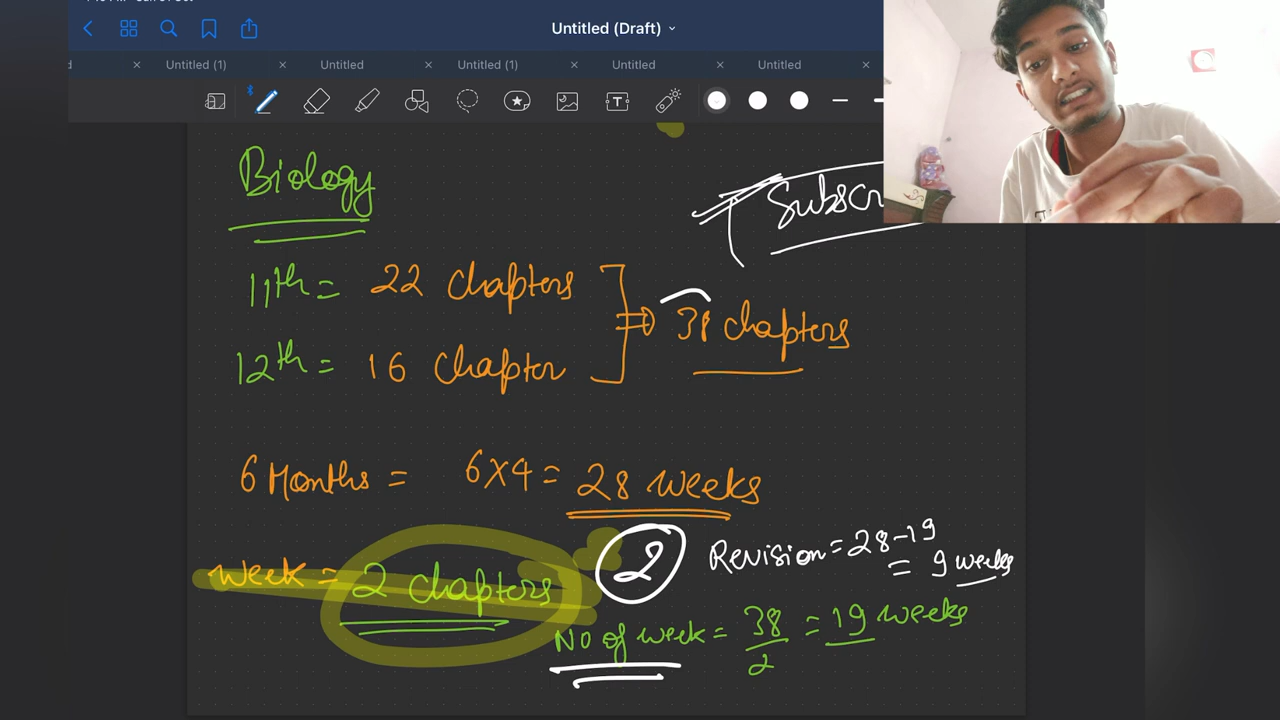 Untitled (Draft)
Untitled (1)
Untitled
Untitled (1)
Untitled
Untitled
Biology
Subscr
11th = 22 chapters
12th = 16 Chapter
38 chapters
6 Months = 6X4 = 28 weeks
week = 2 chapters
2
Revision = 28-19
= 9 weeks
No of week = 38/2 = 19 weeks